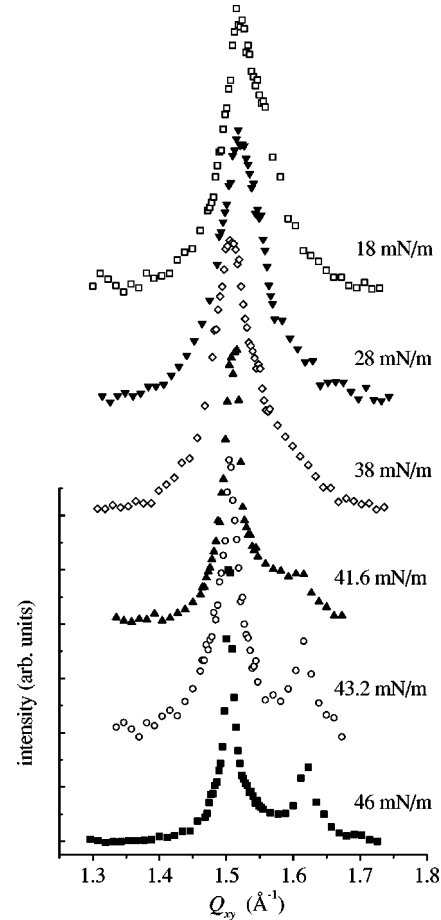 18 mN/m
28 mN/m
38 mN/m
41.6 mN/m
43.2 mN/m
46 mN/m
intensity (arb. units)
1.3 1.4 1.5 1.6 1.7 1.8
Qxy (Å⁻¹)